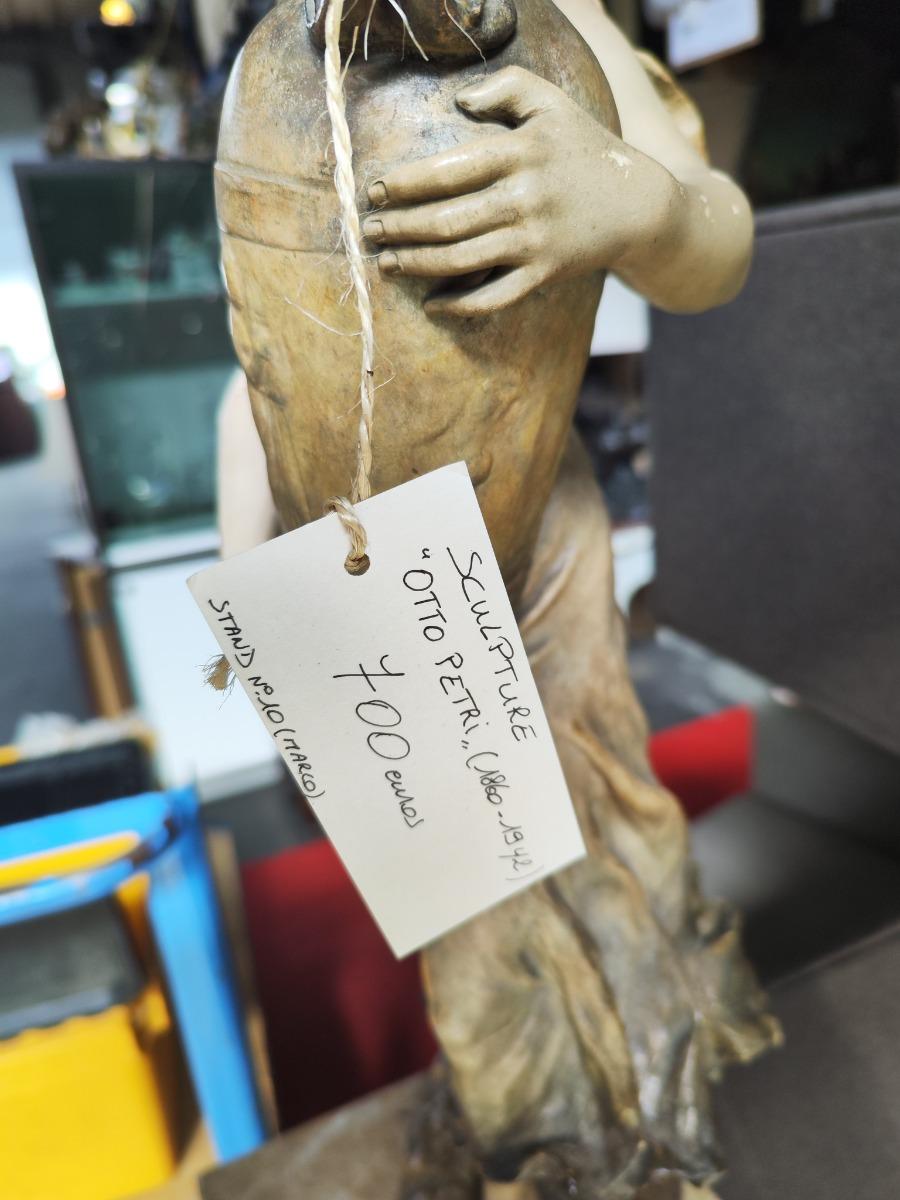 SCULPTURE
"OTTO PETRI„ (1860-1942)
700 euros
STAND Nº10 (MARCO)